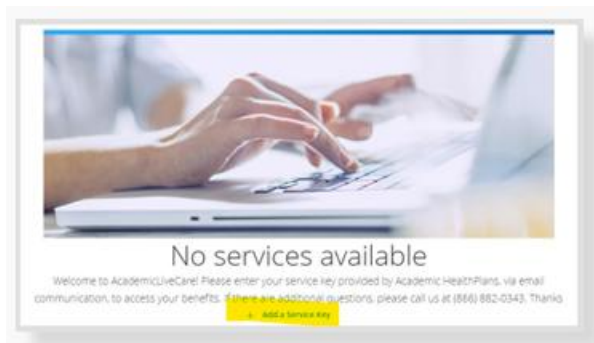 No services available
Welcome to AcademicLiveCare! Please enter your service key provided by Academic HealthPlans, via email
communication, to access your benefits. If there are additional questions, please call us at (866) 882-0343. Thanks
+ Add a Service Key